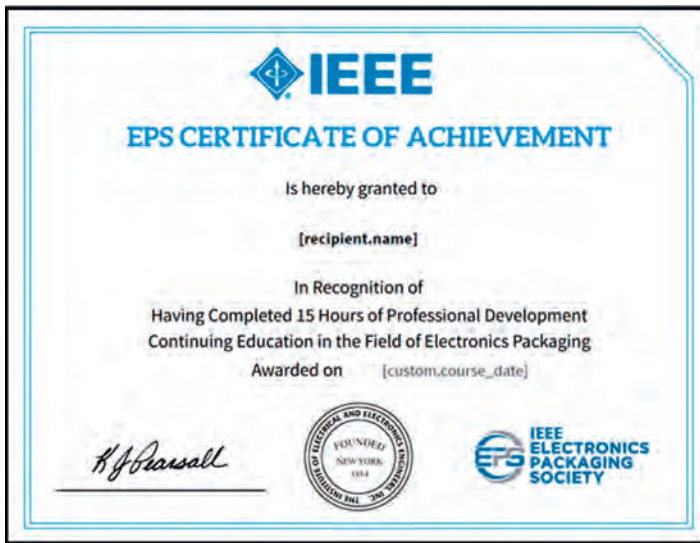 IEEE
EPS CERTIFICATE OF ACHIEVEMENT
Is hereby granted to
[recipient.name]
In Recognition of
Having Completed 15 Hours of Professional Development
Continuing Education in the Field of Electronics Packaging
Awarded on [custom.course_date]
K J Pearsall
THE INSTITUTE OF ELECTRICAL AND ELECTRONICS ENGINEERS, INC.
FOUNDED
NEW YORK
1884
EPS
IEEE
ELECTRONICS
PACKAGING
SOCIETY